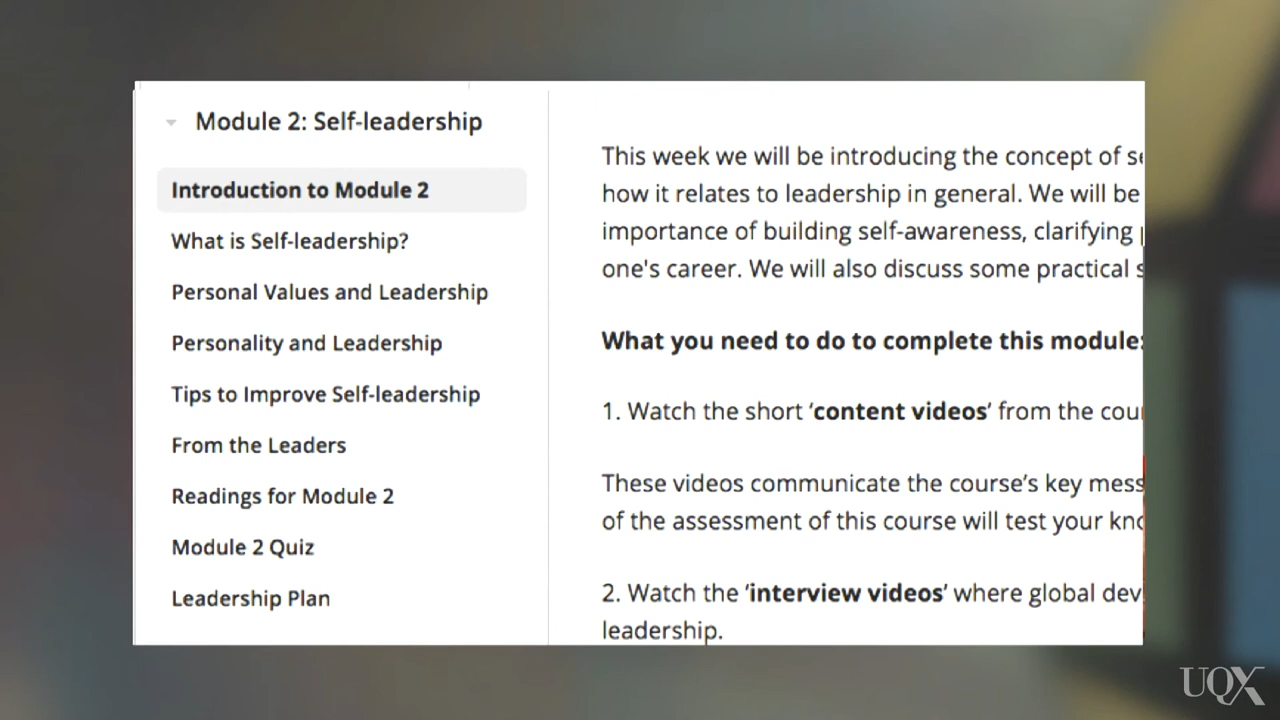 Module 2: Self-leadership
Introduction to Module 2
What is Self-leadership?
Personal Values and Leadership
Personality and Leadership
Tips to Improve Self-leadership
From the Leaders
Readings for Module 2
Module 2 Quiz
Leadership Plan
This week we will be introducing the concept of
how it relates to leadership in general. We will be
importance of building self-awareness, clarifying
one's career. We will also discuss some practical
What you need to do to complete this module:
1. Watch the short ‘content videos’ from the
These videos communicate the course’s key
of the assessment of this course will test your
2. Watch the ‘interview videos’ where global
leadership.
UQX